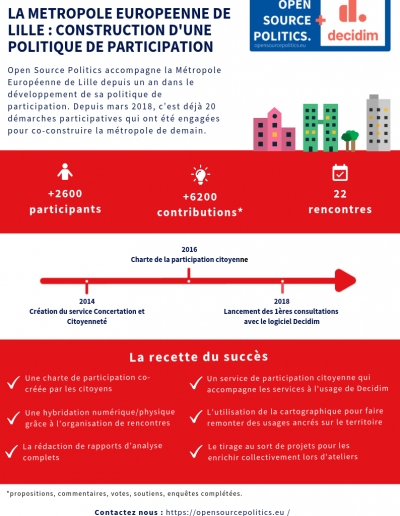 LA METROPOLE EUROPEENNE DE
LILLE : CONSTRUCTION D'UNE
POLITIQUE DE PARTICIPATION
OPEN
SOURCE
POLITICS.
opensourcepolitics.eu
+
decidim
Open Source Politics accompagne la Métropole
Européenne de Lille depuis un an dans le
développement de sa politique de
participation. Depuis mars 2018, c'est déjà 20
démarches participatives qui ont été engagées
pour co-construire la métropole de demain.
+2600
participants
+6200
contributions*
22
rencontres
2016
Charte de la participation citoyenne
2014
Création du service Concertation et
Citoyenneté
2018
Lancement des 1ères consultations
avec le logiciel Decidim
La recette du succès
Une charte de participation co-
créée par les citoyens
Une hybridation numérique/physique
grâce à l'organisation de rencontres
La rédaction de rapports d'analyse
complets
Un service de participation citoyenne qui
accompagne les services à l'usage de Decidim
L'utilisation de la cartographie pour faire
remonter des usages ancrés sur le territoire
Le tirage au sort de projets pour les
enrichir collectivement lors d'ateliers
*propositions, commentaires, votes, soutiens, enquêtes complétées.
Contactez nous : https://opensourcepolitics.eu /